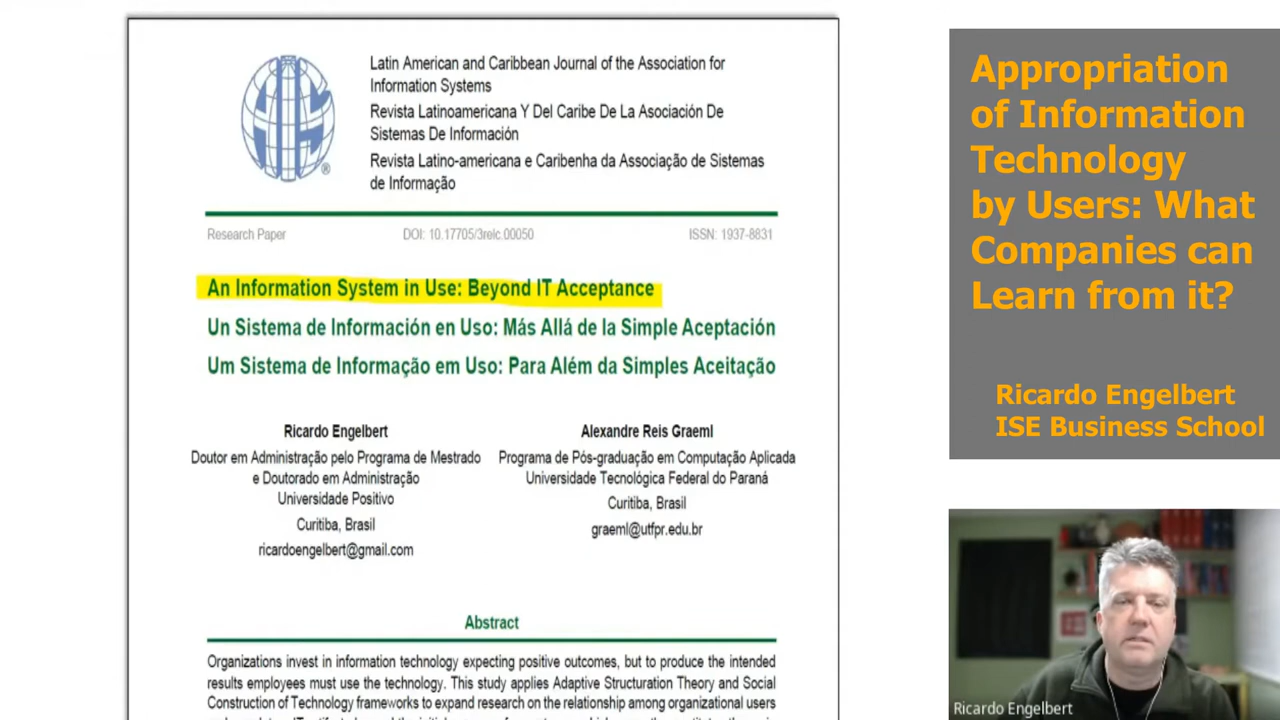 Latin American and Caribbean Journal of the Association for
Information Systems
Revista Latinoamericana Y Del Caribe De La Asociación De
Sistemas De Información
Revista Latino-americana e Caribenha da Associação de Sistemas
de Informação
AIS
®
Research Paper DOI: 10.17705/3relc.00050 ISSN: 1937-8831
An Information System in Use: Beyond IT Acceptance
Un Sistema de Información en Uso: Más Allá de la Simple Aceptación
Um Sistema de Informação em Uso: Para Além da Simples Aceitação
Ricardo Engelbert
Doutor em Administração pelo Programa de Mestrado
e Doutorado em Administração
Universidade Positivo
Curitiba, Brasil
ricardoengelbert@gmail.com
Alexandre Reis Graeml
Programa de Pós-graduação em Computação Aplicada
Universidade Tecnológica Federal do Paraná
Curitiba, Brasil
graeml@utfpr.edu.br
Abstract
Organizations invest in information technology expecting positive outcomes, but to produce the intended
results employees must use the technology. This study applies Adaptive Structuration Theory and Social
Construction of Technology frameworks to expand research on the relationship among organizational users
Appropriation
of Information
Technology
by Users: What
Companies can
Learn from it?
Ricardo Engelbert
ISE Business School
Ricardo Engelbert